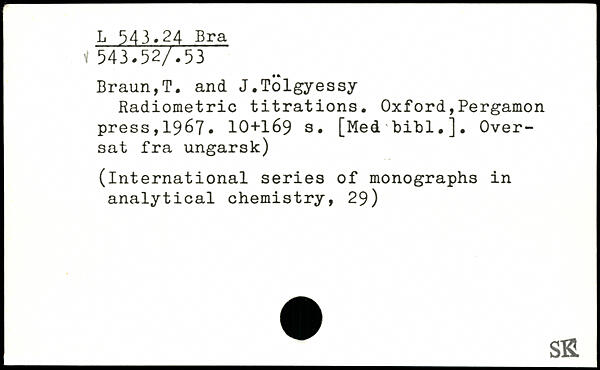 L 543.24 Bra
543.52/.53
Braun,T. and J.Tölgyessy
Radiometric titrations. Oxford,Pergamon
press,1967. 10+169 s. [Med bibl.]. Over-
sat fra ungarsk)
(International series of monographs in
analytical chemistry, 29)
SK